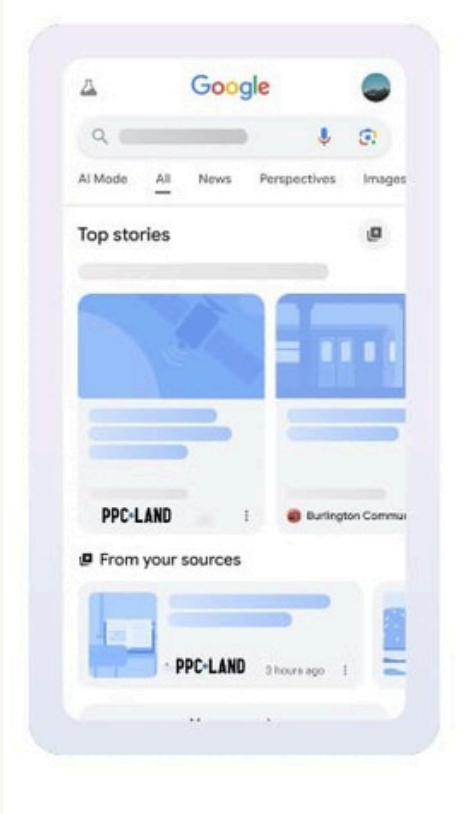 Google
AI Mode All News Perspectives Images
Top stories
PPC LAND
Burlington Commu
From your sources
PPC LAND 3 hours ago